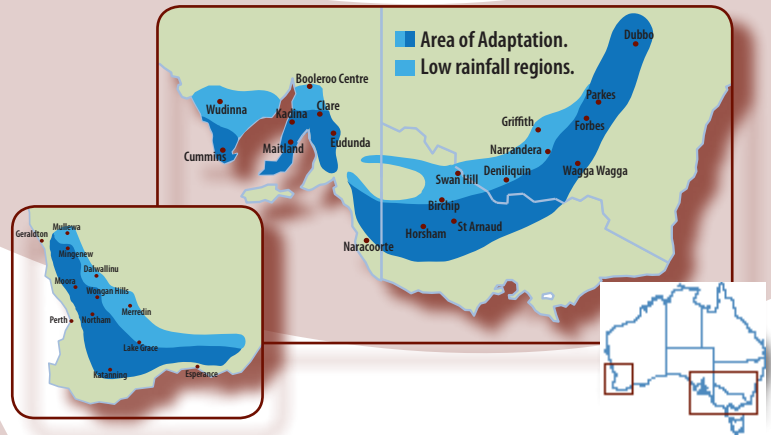 Area of Adaptation.
Low rainfall regions.
Dubbo
Booleroo Centre
Wudinna
Kadina
Clare
Parkes
Griffith
Forbes
Cummins
Maitland
Eudunda
Narrandera
Swan Hill
Deniliquin
Wagga Wagga
Birchip
Horsham
St Arnaud
Naracoorte
Geraldton
Mullewa
Mingenew
Dalwallinu
Moora
Wongan Hills
Merredin
Perth
Northam
Lake Grace
Katanning
Esperance